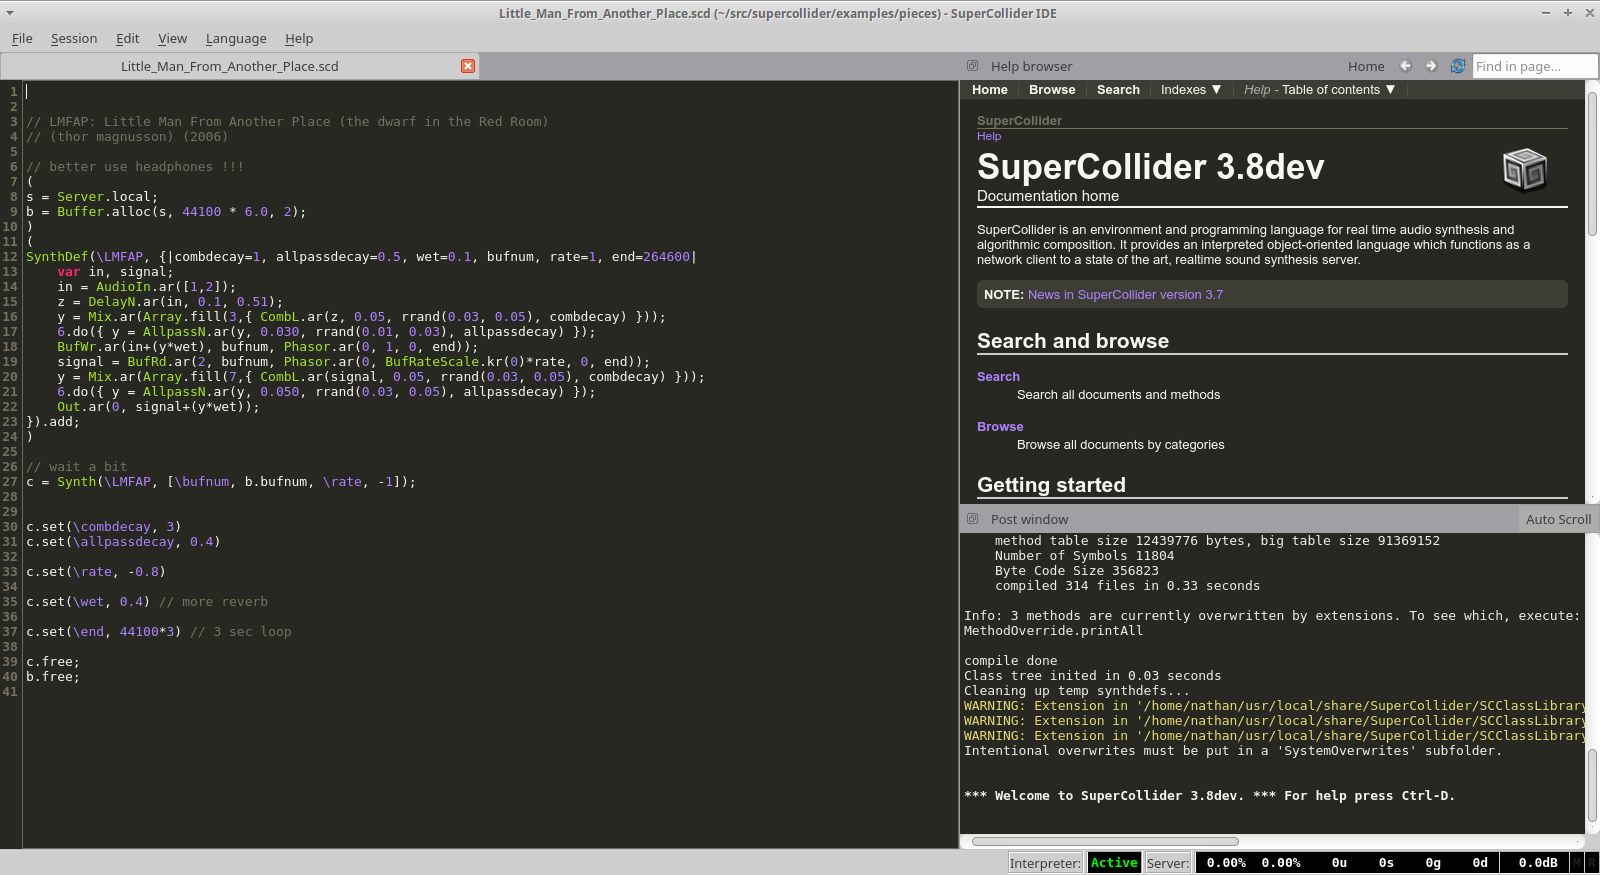 Little_Man_From_Another_Place.scd (~/src/supercollider/examples/pieces) - SuperCollider IDE
File Session Edit View Language Help
Little_Man_From_Another_Place.scd
1
2
3 // LMFAP: Little Man From Another Place (the dwarf in the Red Room)
4 // (thor magnusson) (2006)
5
6 // better use headphones !!!
7 (
8 s = Server.local;
9 b = Buffer.alloc(s, 44100 * 6.0, 2);
10 )
11 (
12 SynthDef(\LMFAP, {|combdecay=1, allpassdecay=0.5, wet=0.1, bufnum, rate=1, end=264600|
13     var in, signal;
14     in = AudioIn.ar([1,2]);
15     z = DelayN.ar(in, 0.1, 0.51);
16     y = Mix.ar(Array.fill(3,{ CombL.ar(z, 0.05, rrand(0.03, 0.05), combdecay) }));
17     6.do({ y = AllpassN.ar(y, 0.030, rrand(0.01, 0.03), allpassdecay) });
18     BufWr.ar(in+(y*wet), bufnum, Phasor.ar(0, 1, 0, end));
19     signal = BufRd.ar(2, bufnum, Phasor.ar(0, BufRateScale.kr(0)*rate, 0, end));
20     y = Mix.ar(Array.fill(7,{ CombL.ar(signal, 0.05, rrand(0.03, 0.05), combdecay) }));
21     6.do({ y = AllpassN.ar(y, 0.050, rrand(0.03, 0.05), allpassdecay) });
22     Out.ar(0, signal+(y*wet));
23 }).add;
24 )
25
26 // wait a bit
27 c = Synth(\LMFAP, [\bufnum, b.bufnum, \rate, -1]);
28
29
30 c.set(\combdecay, 3)
31 c.set(\allpassdecay, 0.4)
32
33 c.set(\rate, -0.8)
34
35 c.set(\wet, 0.4) // more reverb
36
37 c.set(\end, 44100*3) // 3 sec loop
38
39 c.free;
40 b.free;
41
Help browser Home Find in page...
Home Browse Search Indexes ▼ Help - Table of contents ▼
SuperCollider
Help
SuperCollider 3.8dev
Documentation home
SuperCollider is an environment and programming language for real time audio synthesis and
algorithmic composition. It provides an interpreted object-oriented language which functions as a
network client to a state of the art, realtime sound synthesis server.
NOTE: News in SuperCollider version 3.7
Search and browse
Search
Search all documents and methods
Browse
Browse all documents by categories
Getting started
Post window Auto Scroll
method table size 12439776 bytes, big table size 91369152
Number of Symbols 11804
Byte Code Size 356823
compiled 314 files in 0.33 seconds
Info: 3 methods are currently overwritten by extensions. To see which, execute:
MethodOverride.printAll
compile done
Class tree inited in 0.03 seconds
Cleaning up temp synthdefs...
WARNING: Extension in '/home/nathan/usr/local/share/SuperCollider/SCClassLibrary
WARNING: Extension in '/home/nathan/usr/local/share/SuperCollider/SCClassLibrary
WARNING: Extension in '/home/nathan/usr/local/share/SuperCollider/SCClassLibrary
Intentional overwrites must be put in a 'SystemOverwrites' subfolder.
*** Welcome to SuperCollider 3.8dev. *** For help press Ctrl-D.
Interpreter: Active Server: 0.00% 0.00% 0u 0s 0g 0d 0.0dB M R